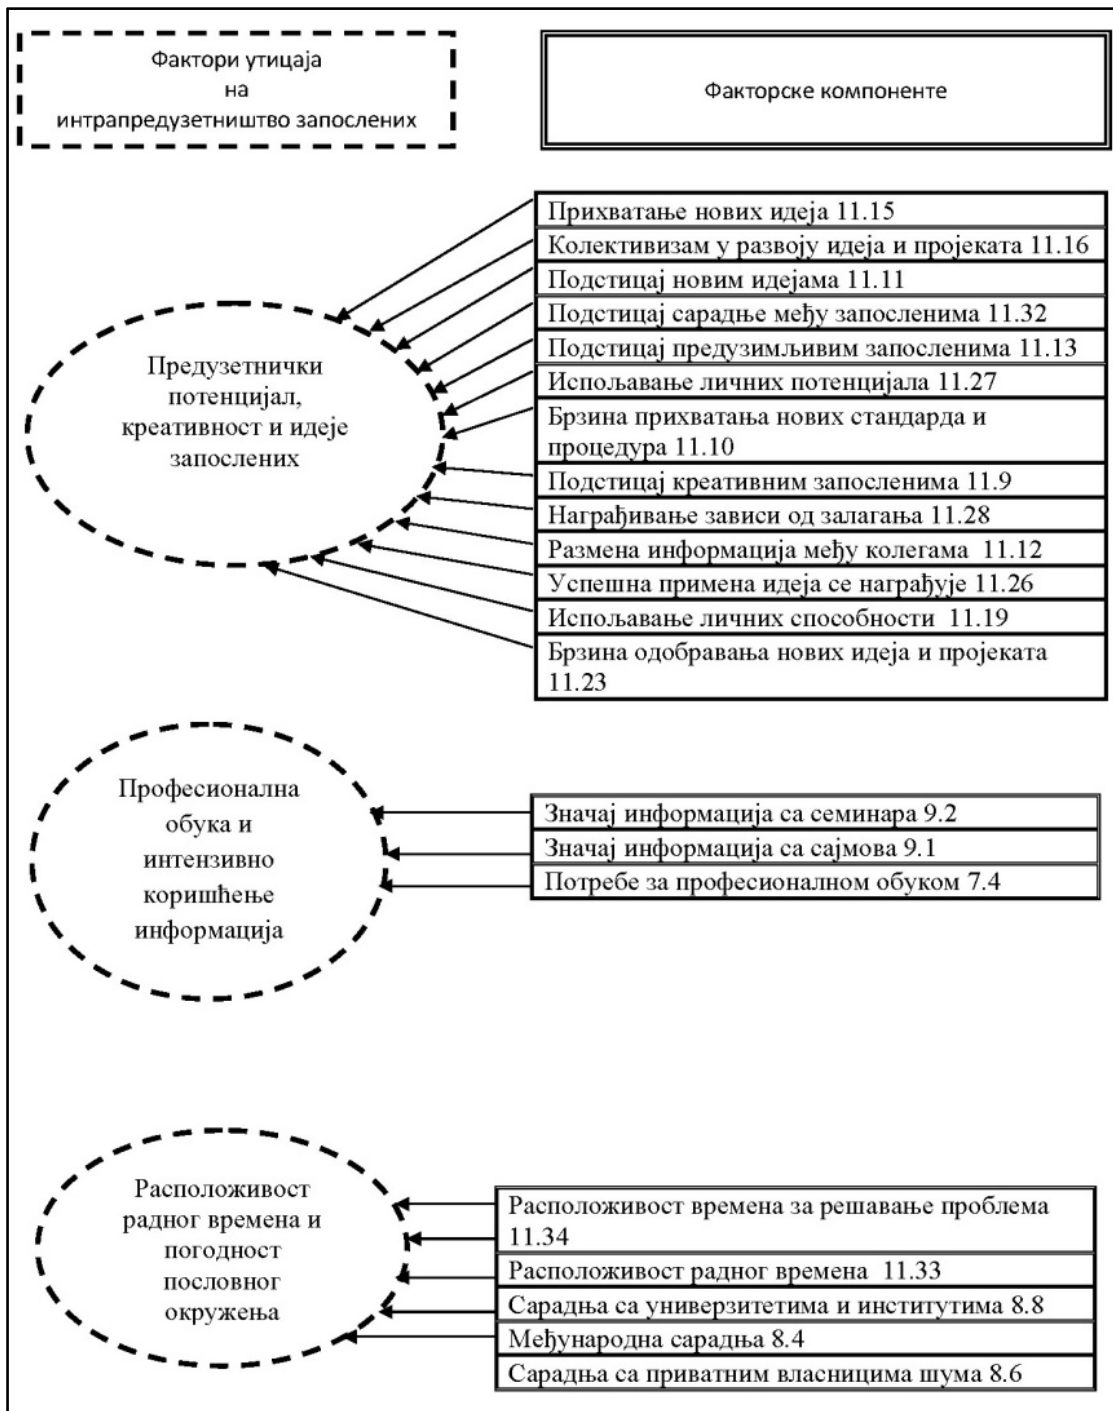 Фактори утицаја
на
интрапредузетништво запослених
Факторске компоненте
Предузетнички
потенцијал,
креативност и идеје
запослених
Прихватање нових идеја 11.15
Колективизам у развоју идеја и пројеката 11.16
Подстицај новим идејама 11.11
Подстицај сарадње међу запосленима 11.32
Подстицај предузимљивим запосленима 11.13
Испољавање личних потенцијала 11.27
Брзина прихватања нових стандарда и
процедура 11.10
Подстицај креативним запосленима 11.9
Награђивање зависи од залагања 11.28
Размена информација међу колегама 11.12
Успешна примена идеја се награђује 11.26
Испољавање личних способности 11.19
Брзина одобравања нових идеја и пројеката
11.23
Професионална
обука и
интензивно
коришћење
информација
Значај информација са семинара 9.2
Значај информација са сајмова 9.1
Потребе за професионалном обуком 7.4
Расположивост
радног времена и
погодност
пословног
окружења
Расположивост времена за решавање проблема
11.34
Расположивост радног времена 11.33
Сарадња са универзитетима и институтима 8.8
Међународна сарадња 8.4
Сарадња са приватним власницима шума 8.6